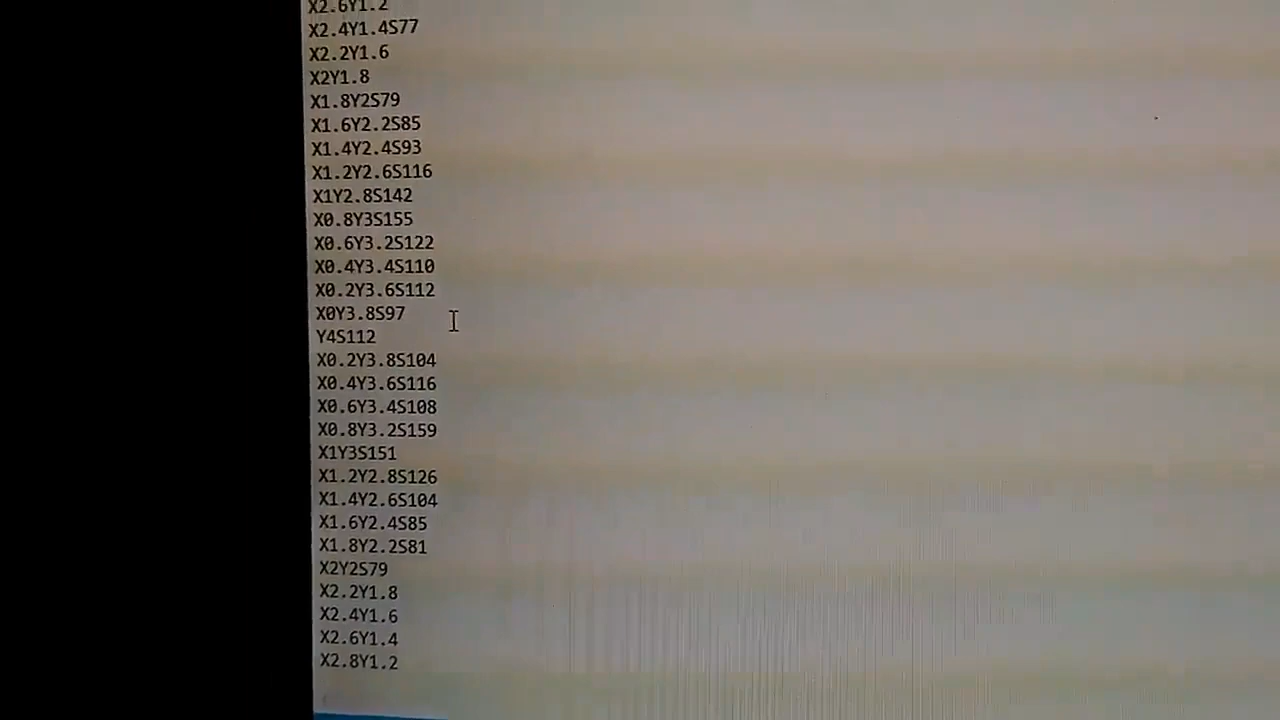 X2.6Y1.2
X2.4Y1.4S77
X2.2Y1.6
X2Y1.8
X1.8Y2S79
X1.6Y2.2S85
X1.4Y2.4S93
X1.2Y2.6S116
X1Y2.8S142
X0.8Y3S155
X0.6Y3.2S122
X0.4Y3.4S110
X0.2Y3.6S112
X0Y3.8S97
Y4S112
X0.2Y3.8S104
X0.4Y3.6S116
X0.6Y3.4S108
X0.8Y3.2S159
X1Y3S151
X1.2Y2.8S126
X1.4Y2.6S104
X1.6Y2.4S85
X1.8Y2.2S81
X2Y2S79
X2.2Y1.8
X2.4Y1.6
X2.6Y1.4
X2.8Y1.2